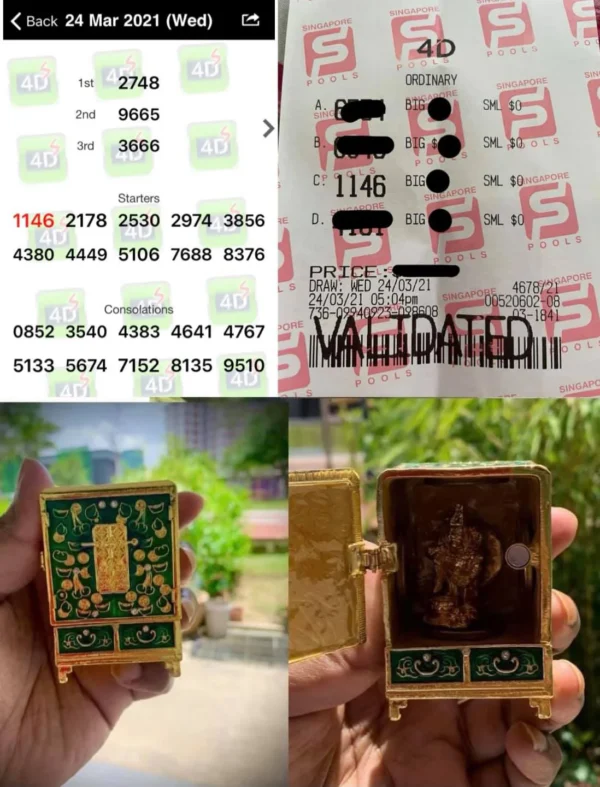 Back 24 Mar 2021 (Wed)
1st 2748
2nd 9665
3rd 3666
Starters
1146 2178 2530 2974 3856
4380 4449 5106 7688 8376
Consolations
0852 3540 4383 4641 4767
5133 5674 7152 8135 9510
SINGAPORE POOLS
4D
ORDINARY
A. BIG SML $0
B. BIG $ SML $0
C. 1146 BIG SML $0
D. BIG SML $0
PRICE:
DRAW: WED 24/03/21 4678/21
24/03/21 05:04pm 00520602-08
736-09940923-098608 03-1841
VALIDATED